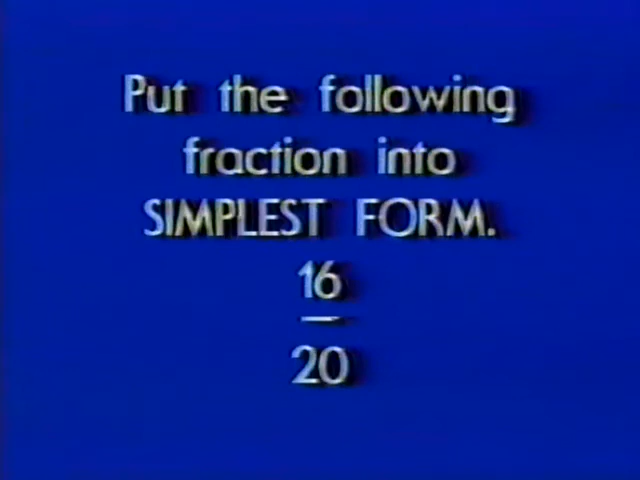 Put the following
fraction into
SIMPLEST FORM.
16
20